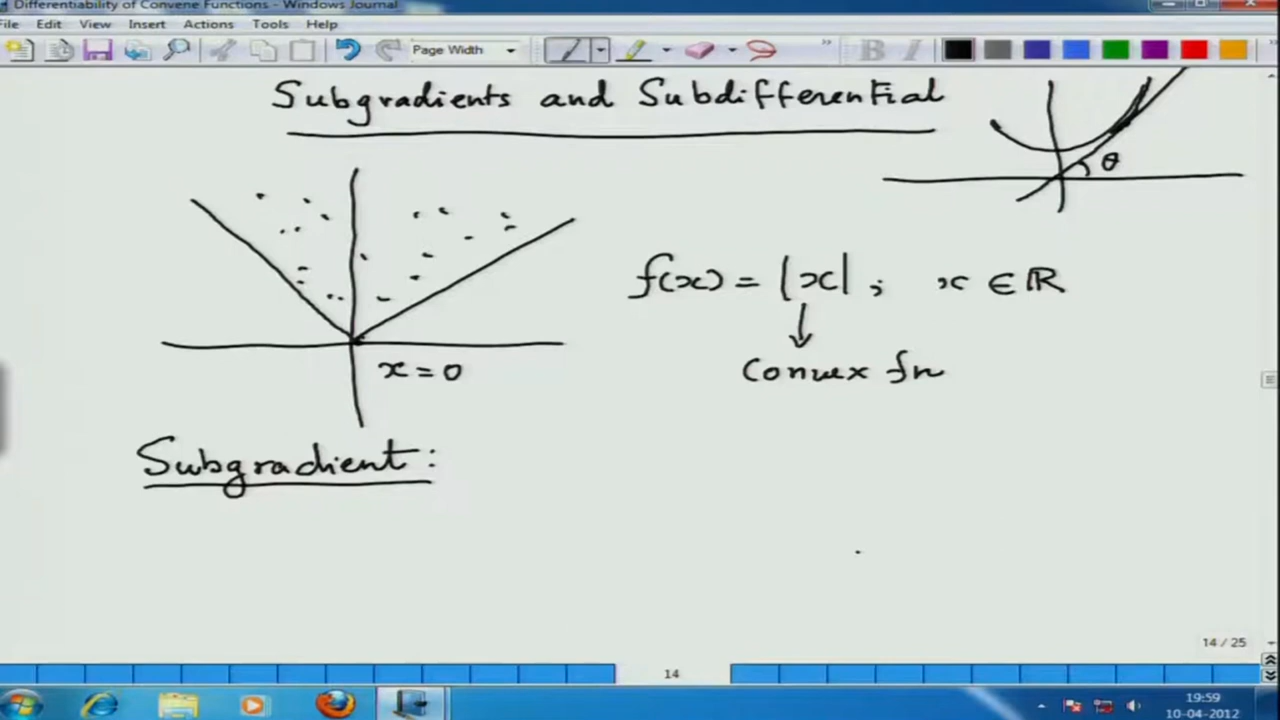 Differentiability of Convene Functions - Windows Journal
File Edit View Insert Actions Tools Help
Page Width
B I
Subgradients and Subdifferential
θ
f(x) = |x| ; x ∈ ℝ
Convex fn
x = 0
Subgradient :
14 / 25
14
19:59
10-04-2012